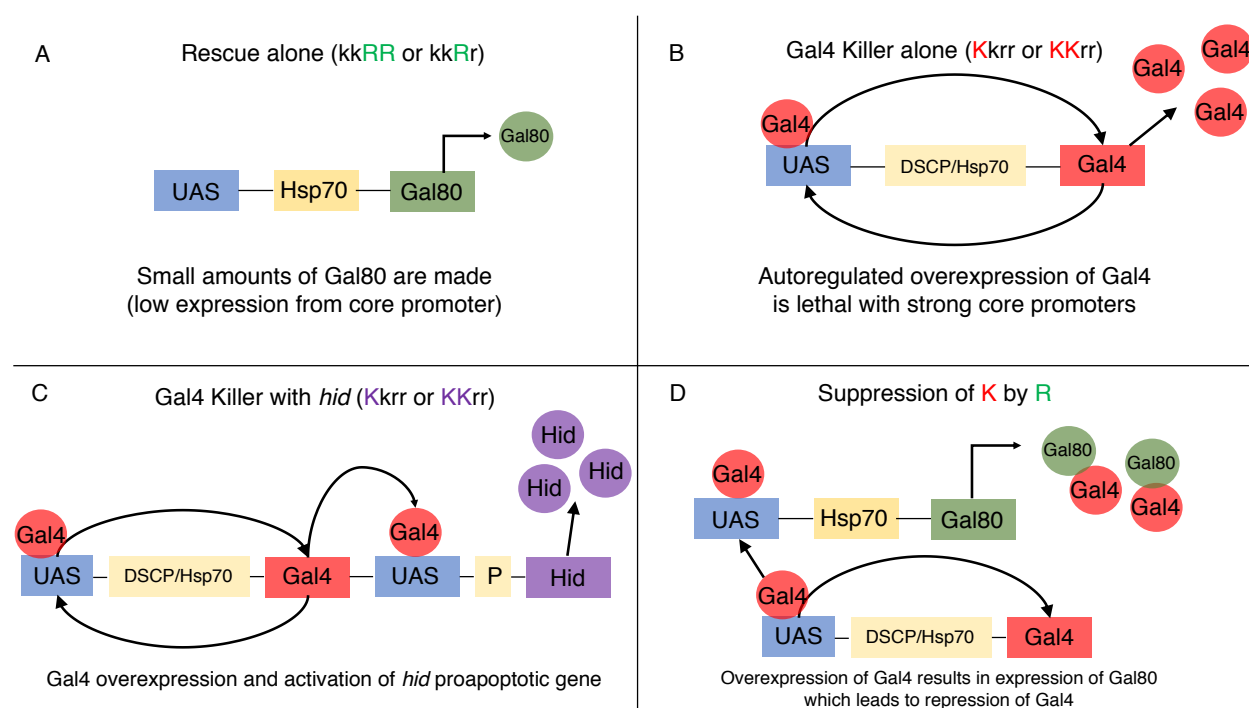 A
Rescue alone (kkRR or kkRr)
Gal80
UAS
Hsp70
Gal80
Small amounts of Gal80 are made
(low expression from core promoter)
B
Gal4 Killer alone (Kkrr or KKrr)
Gal4
Gal4
Gal4
Gal4
UAS
DSCP/Hsp70
Gal4
Autoregulated overexpression of Gal4
is lethal with strong core promoters
C
Gal4 Killer with hid (Kkrr or KKrr)
Hid
Hid
Hid
Gal4
Gal4
UAS
DSCP/Hsp70
Gal4
UAS
P
Hid
Gal4 overexpression and activation of hid proapoptotic gene
D
Suppression of K by R
Gal80
Gal80
Gal4
Gal4
Gal4
UAS
Hsp70
Gal80
Gal4
UAS
DSCP/Hsp70
Gal4
Overexpression of Gal4 results in expression of Gal80
which leads to repression of Gal4